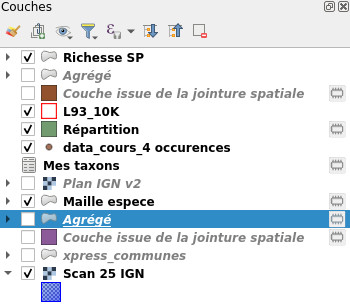 Couches
Richesse SP
Agrégé
Couche issue de la jointure spatiale
L93_10K
Répartition
data_cours_4 occurences
Mes taxons
Plan IGN v2
Maille espece
Agrégé
Couche issue de la jointure spatiale
xpress_communes
Scan 25 IGN